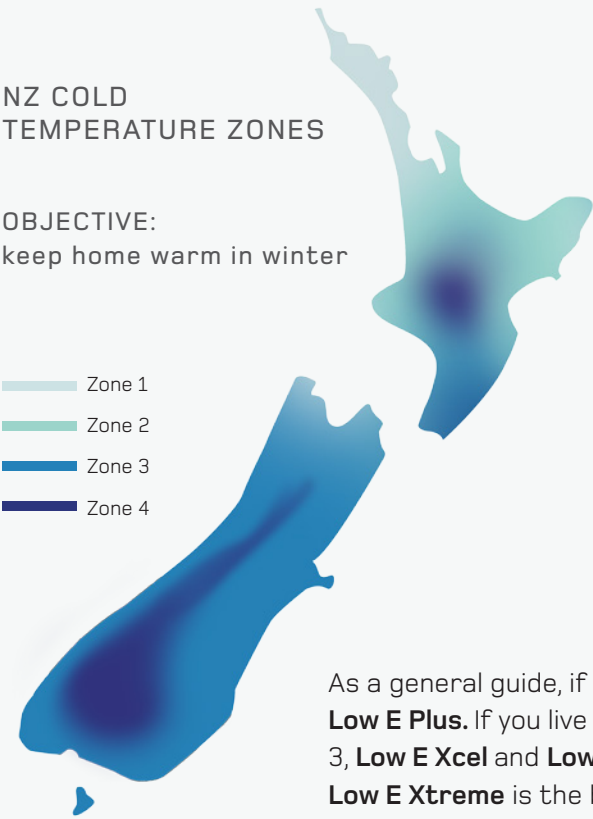 NZ COLD
TEMPERATURE ZONES
OBJECTIVE:
keep home warm in winter
Zone 1
Zone 2
Zone 3
Zone 4
As a general guide, if
Low E Plus. If you live
3, Low E Xcel and Low
Low E Xtreme is the